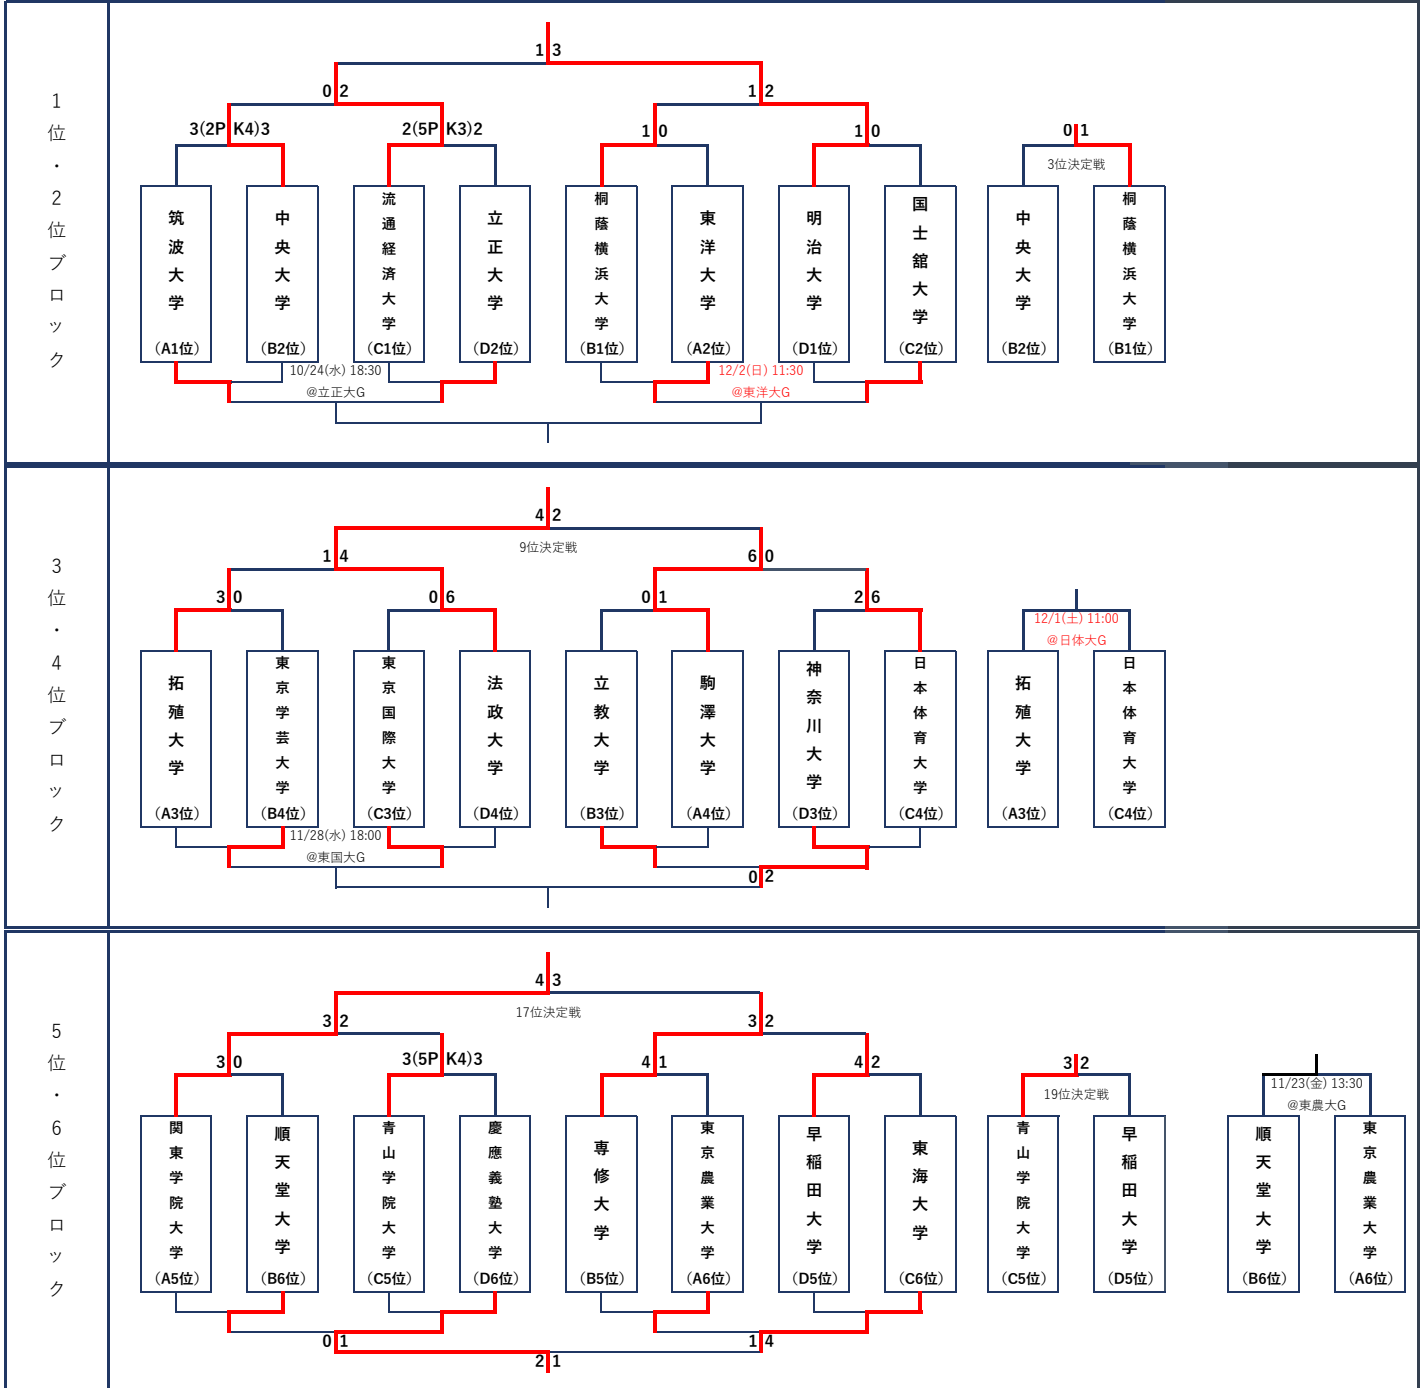 1位・2位ブロック
1 3
0 2
1 2
3(2P K4)3
2(5P K3)2
1 0
1 0
0 1
3位決定戦
筑波大学
(A1位)
中央大学
(B2位)
流通経済大学
(C1位)
立正大学
(D2位)
桐蔭横浜大学
(B1位)
東洋大学
(A2位)
明治大学
(D1位)
国士舘大学
(C2位)
中央大学
(B2位)
桐蔭横浜大学
(B1位)
10/24(水) 18:30
@立正大G
12/2(日) 11:30
@東洋大G
3位・4位ブロック
4 2
9位決定戦
1 4
6 0
3 0
0 6
0 1
2 6
12/1(土) 11:00
@日体大G
拓殖大学
(A3位)
東京学芸大学
(B4位)
東京国際大学
(C3位)
法政大学
(D4位)
立教大学
(B3位)
駒澤大学
(A4位)
神奈川大学
(D3位)
日本体育大学
(C4位)
拓殖大学
(A3位)
日本体育大学
(C4位)
11/28(水) 18:00
@東国大G
0 2
5位・6位ブロック
4 3
17位決定戦
3 2
3 2
3 0
3(5P K4)3
4 1
4 2
3 2
19位決定戦
11/23(金) 13:30
@東農大G
関東学院大学
(A5位)
順天堂大学
(B6位)
青山学院大学
(C5位)
慶應義塾大学
(D6位)
専修大学
(B5位)
東京農業大学
(A6位)
早稲田大学
(D5位)
東海大学
(C6位)
青山学院大学
(C5位)
早稲田大学
(D5位)
順天堂大学
(B6位)
東京農業大学
(A6位)
0 1
1 4
2 1